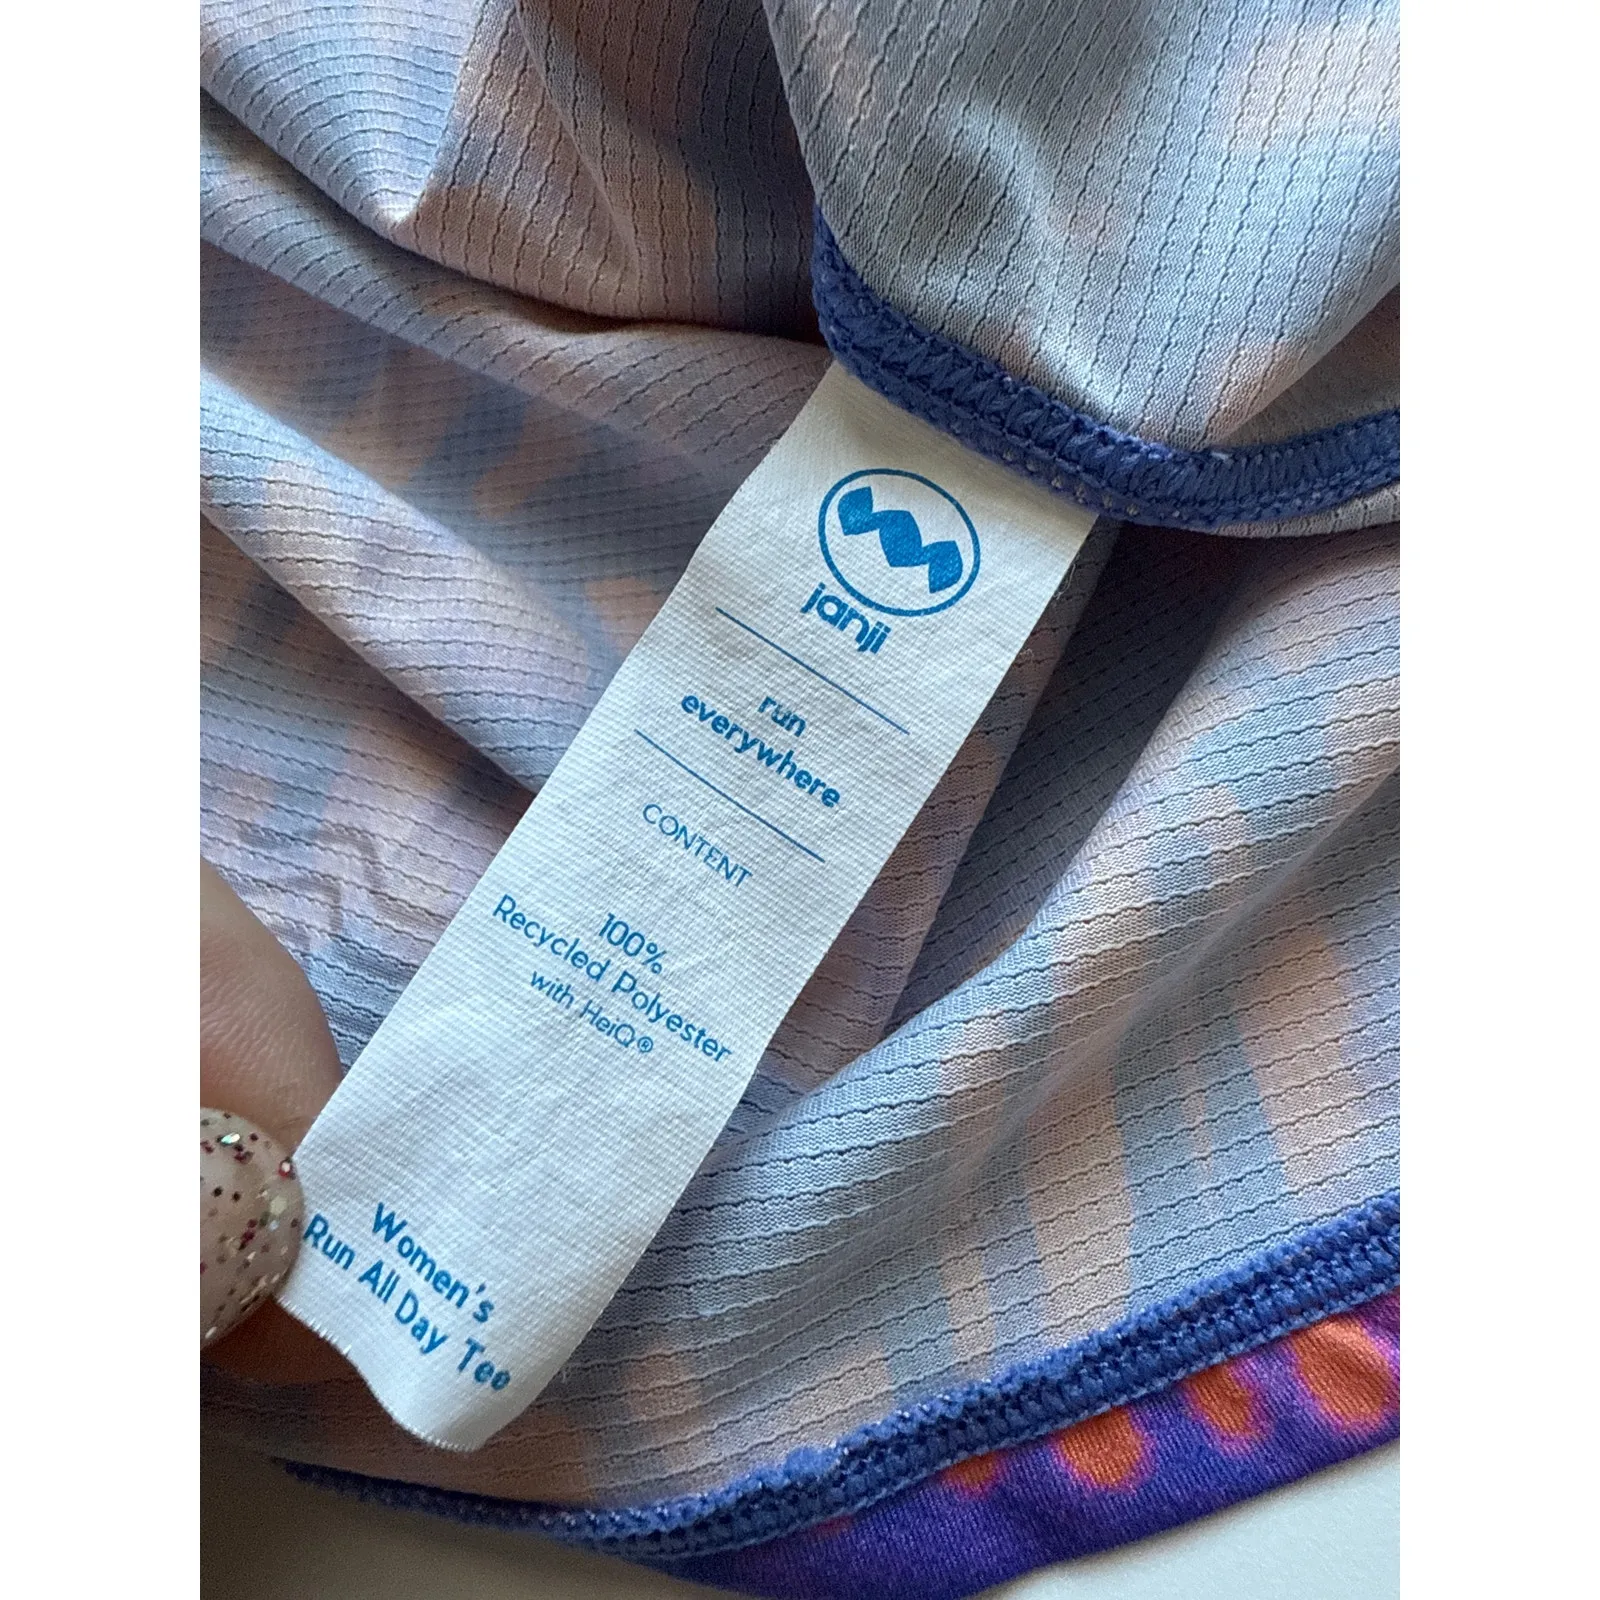 janji
run
everywhere
CONTENT
100%
Recycled Polyester
with HeiQ®
Women's
Run All Day Tee